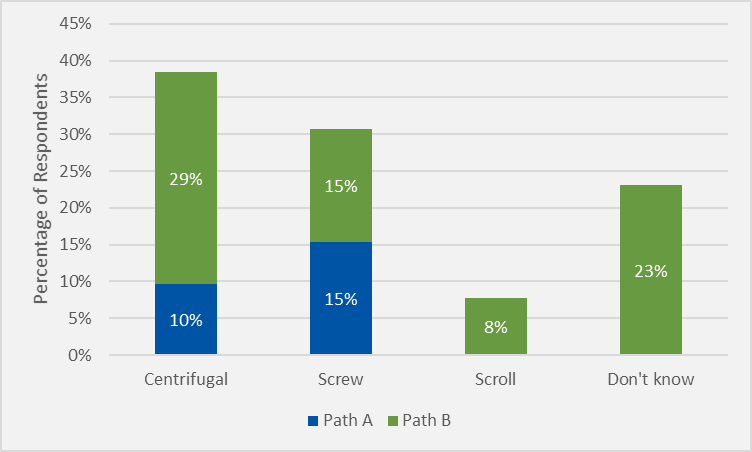 45%
40%
35%
30%
25%
20%
15%
10%
5%
0%
Percentage of Respondents
29%
10%
15%
15%
8%
23%
Centrifugal
Screw
Scroll
Don't know
Path A
Path B